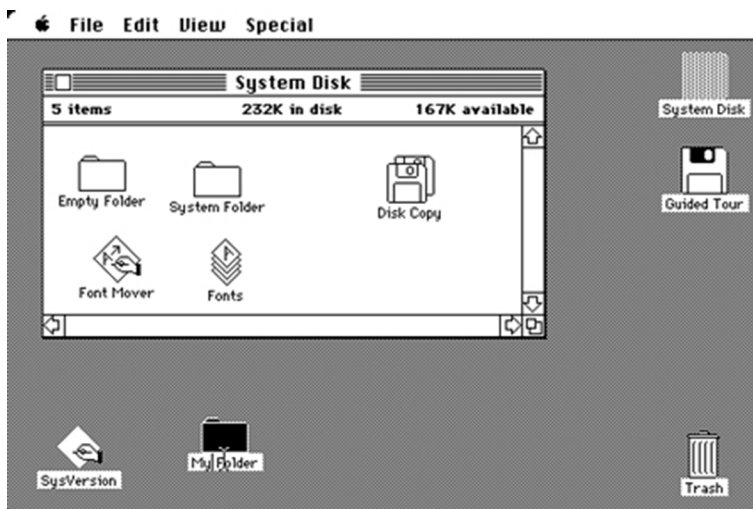 File Edit View Special
System Disk
5 items 232K in disk 167K available
System Disk
Empty Folder System Folder Disk Copy
Guided Tour
Font Mover Fonts
My Folder
SysVersion
Trash